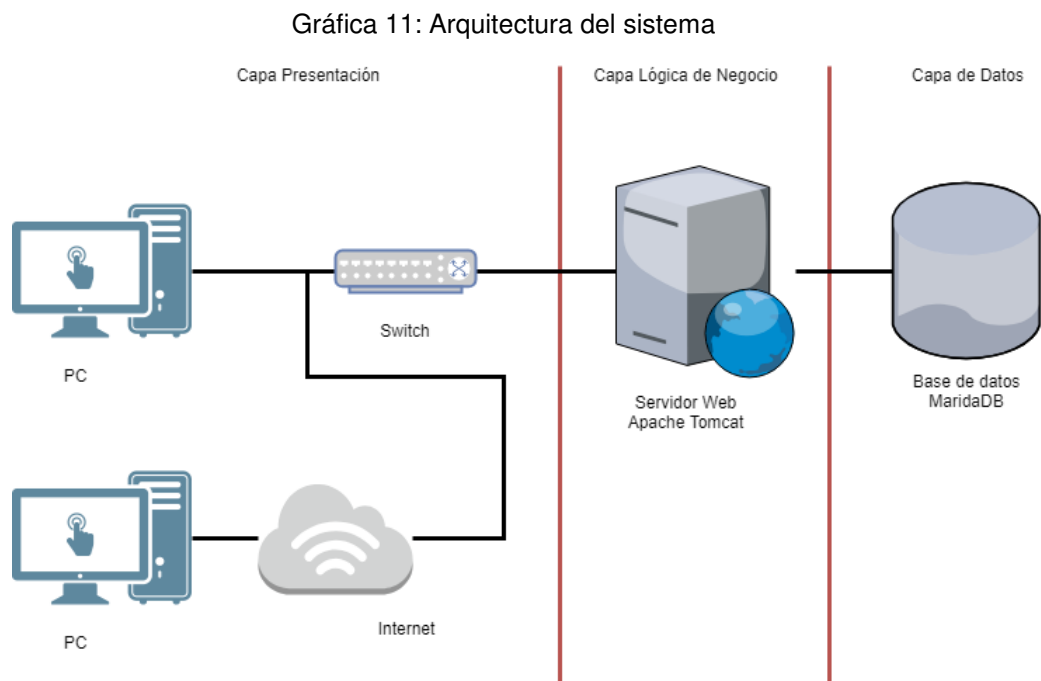 Gráfica 11: Arquitectura del sistema
Capa Presentación
Capa Lógica de Negocio
Capa de Datos
Switch
PC
Servidor Web
Apache Tomcat
Base de datos
MaridaDB
Internet
PC